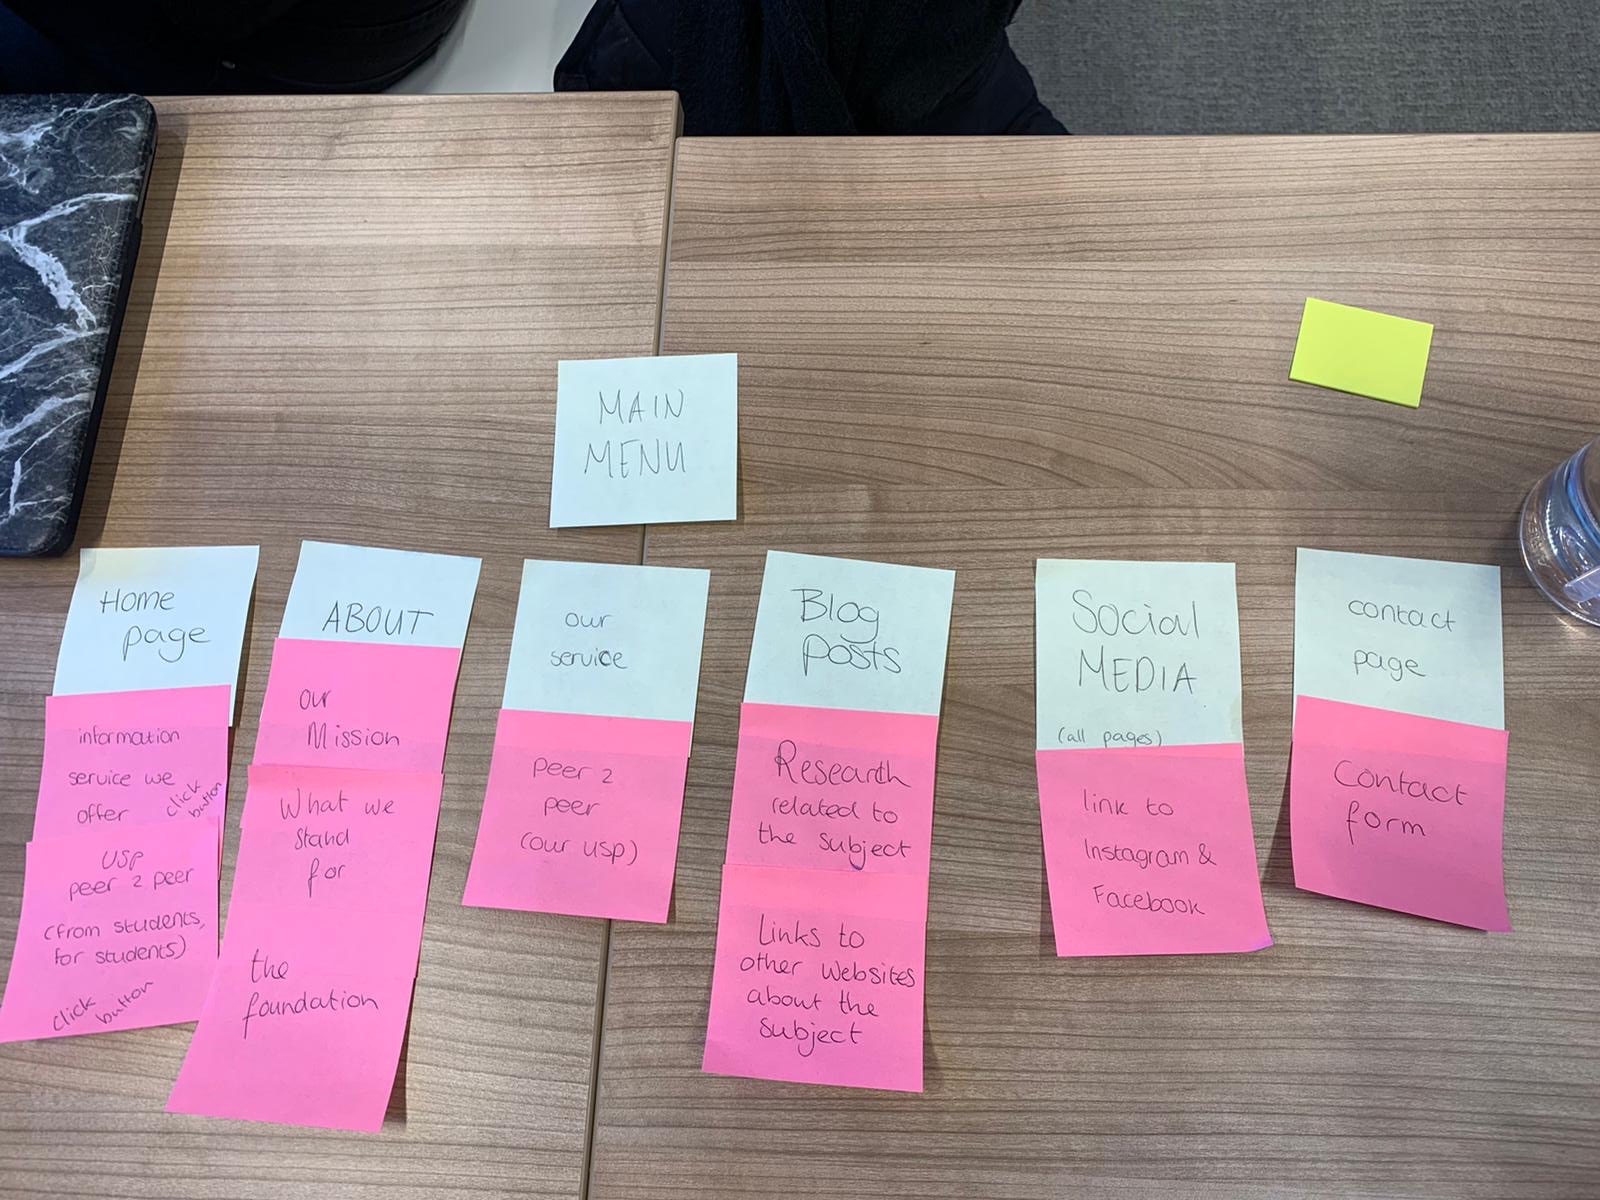 MAIN
MENU
Home
page
information
service we
offer
click
button
USP
peer 2 peer
(from students,
for students)
click
button
ABOUT
our
Mission
What we
stand
for
the
foundation
our
service
peer 2
peer
(our usp)
Blog
posts
Research
related to
the subject
Links to
other websites
about the
subject
Social
MEDIA
(all pages)
link to
Instagram &
Facebook
contact
page
Contact
form